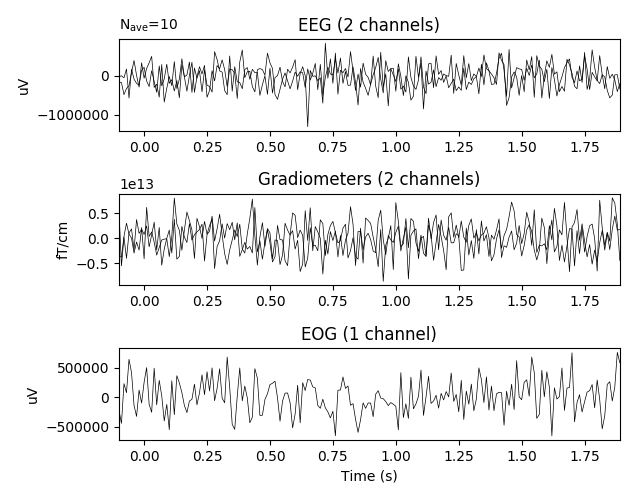 N_ave=10
EEG (2 channels)
uV
0
−1000000
0.00 0.25 0.50 0.75 1.00 1.25 1.50 1.75
1e13
Gradiometers (2 channels)
fT/cm
0.5
0.0
−0.5
0.00 0.25 0.50 0.75 1.00 1.25 1.50 1.75
EOG (1 channel)
uV
500000
0
−500000
0.00 0.25 0.50 0.75 1.00 1.25 1.50 1.75
Time (s)